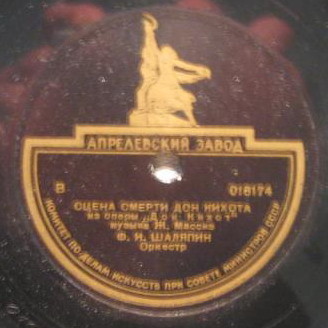 АПРЕЛЕВСКИЙ ЗАВОД
В 018174
СЦЕНА СМЕРТИ ДОН КИХОТА
из оперы „Дон Кихот"
музыка Ж. Массне
Ф. И. ШАЛЯПИН
Оркестр
КОМИТЕТ ПО ДЕЛАМ ИСКУССТВ ПРИ СОВЕТЕ МИНИСТРОВ СССР